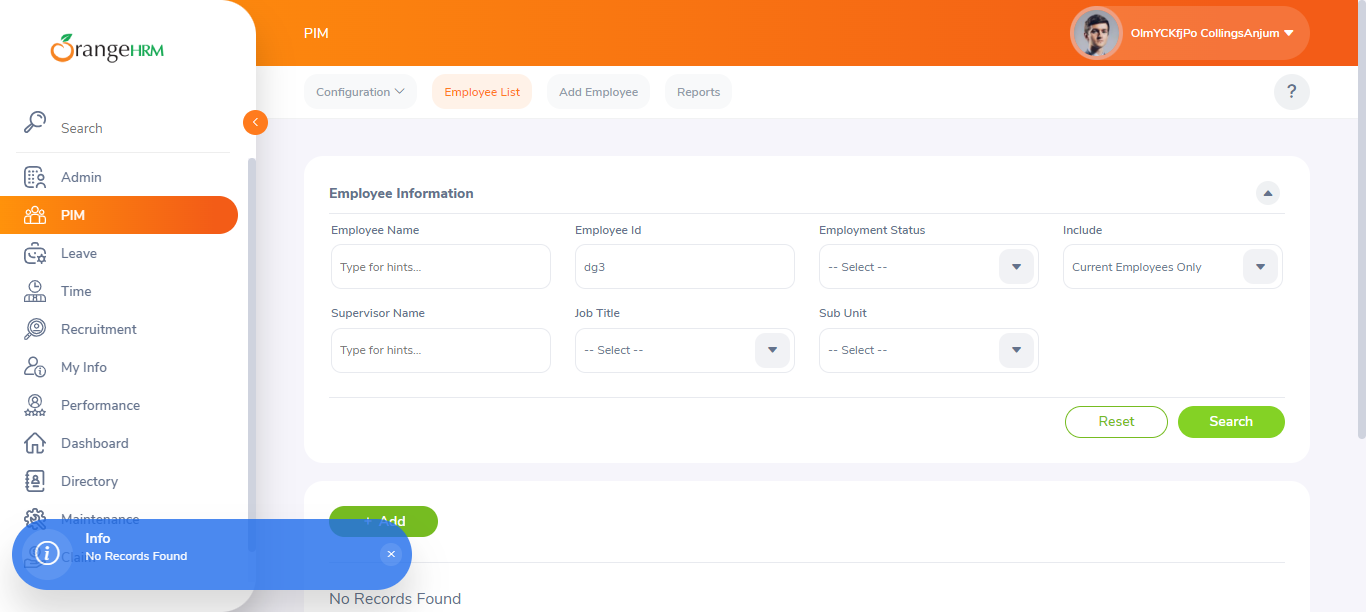 OrangeHRM
PIM
OlmYCKfjPo CollingsAnjum
Search
Configuration
Employee List
Add Employee
Reports
?
Admin
PIM
Leave
Time
Recruitment
My Info
Performance
Dashboard
Directory
Maintenance
Claim
Employee Information
Employee Name
Employee Id
Employment Status
Include
Type for hints...
dg3
-- Select --
Current Employees Only
Supervisor Name
Job Title
Sub Unit
Type for hints...
-- Select --
-- Select --
Reset
Search
+ Add
Info
No Records Found
No Records Found